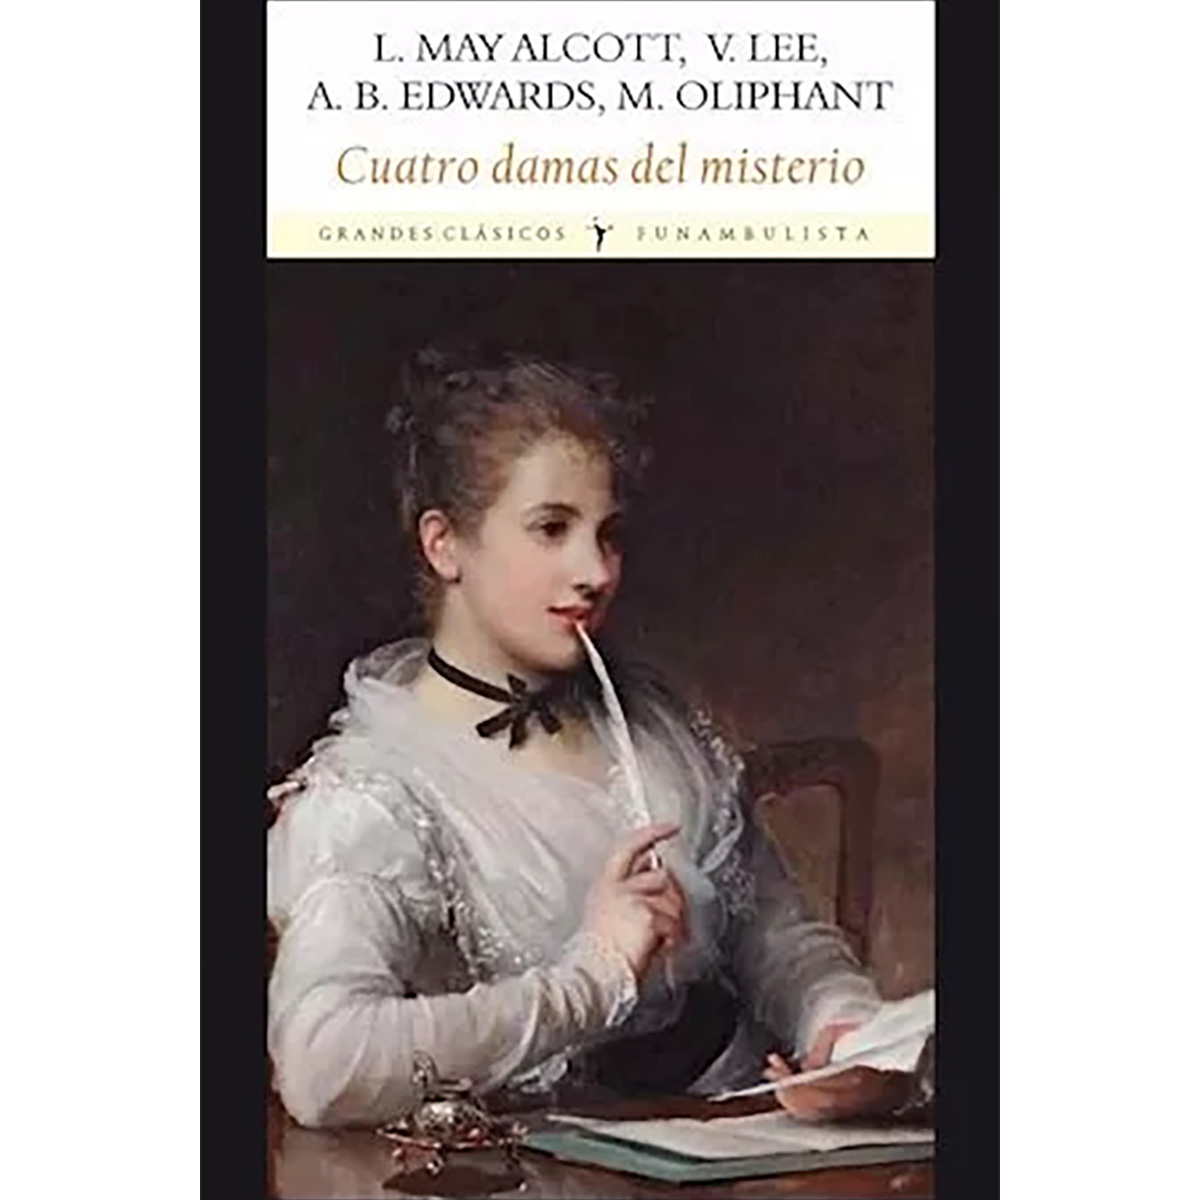 L. MAY ALCOTT, V. LEE,
A. B. EDWARDS, M. OLIPHANT
Cuatro damas del misterio
GRANDES CLÁSICOS FUNAMBULISTA